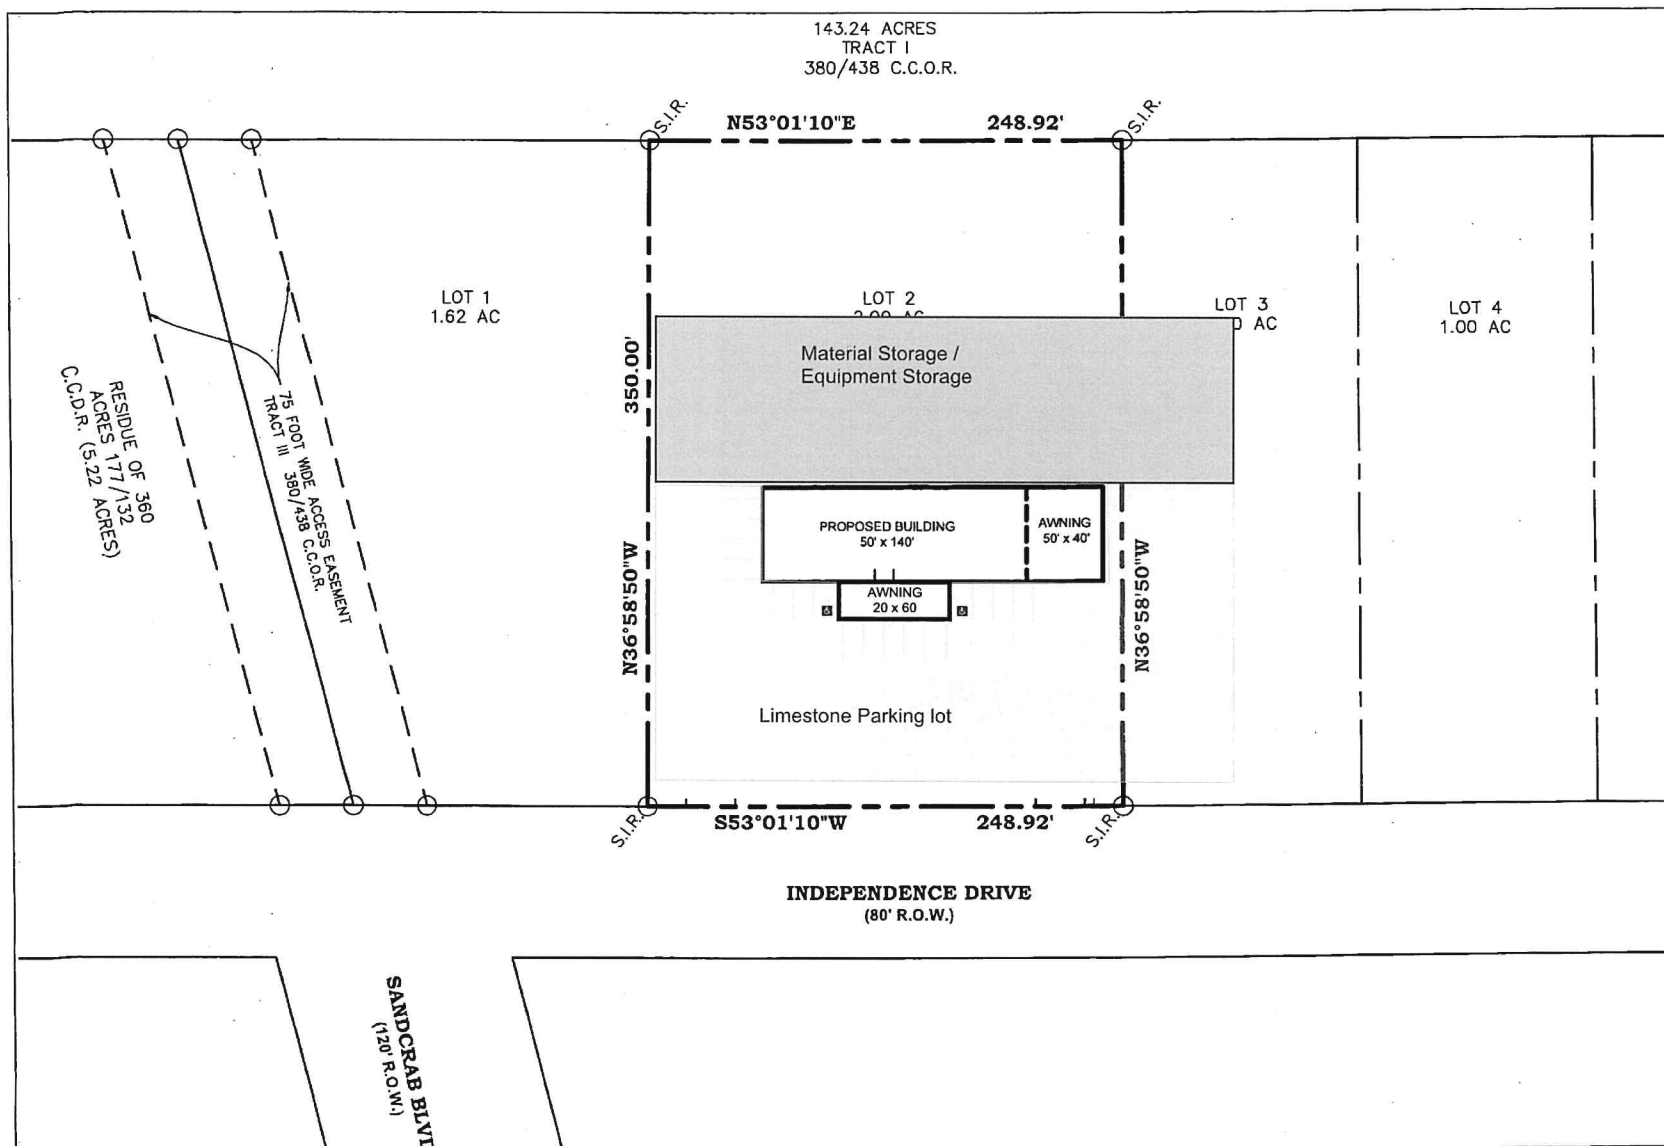 143.24 ACRES
TRACT I
380/438 C.C.O.R.
S.I.R.
N53°01'10"E
248.92'
S.I.R.
LOT 1
1.62 AC
LOT 2
LOT 3
AC
LOT 4
1.00 AC
350.00'
Material Storage /
Equipment Storage
RESIDUE OF 360
ACRES 177/132
C.C.D.R. (5.22 ACRES)
75 FOOT WIDE ACCESS EASEMENT
TRACT III 380/438 C.C.O.R.
PROPOSED BUILDING
50' x 140'
AWNING
50' x 40'
N36°58'50"W
N36°58'50"W
AWNING
20 x 60
Limestone Parking lot
S.I.R.
S53°01'10"W
248.92'
S.I.R.
INDEPENDENCE DRIVE
(80' R.O.W.)
SANDCRAB BLVD
(120' R.O.W.)